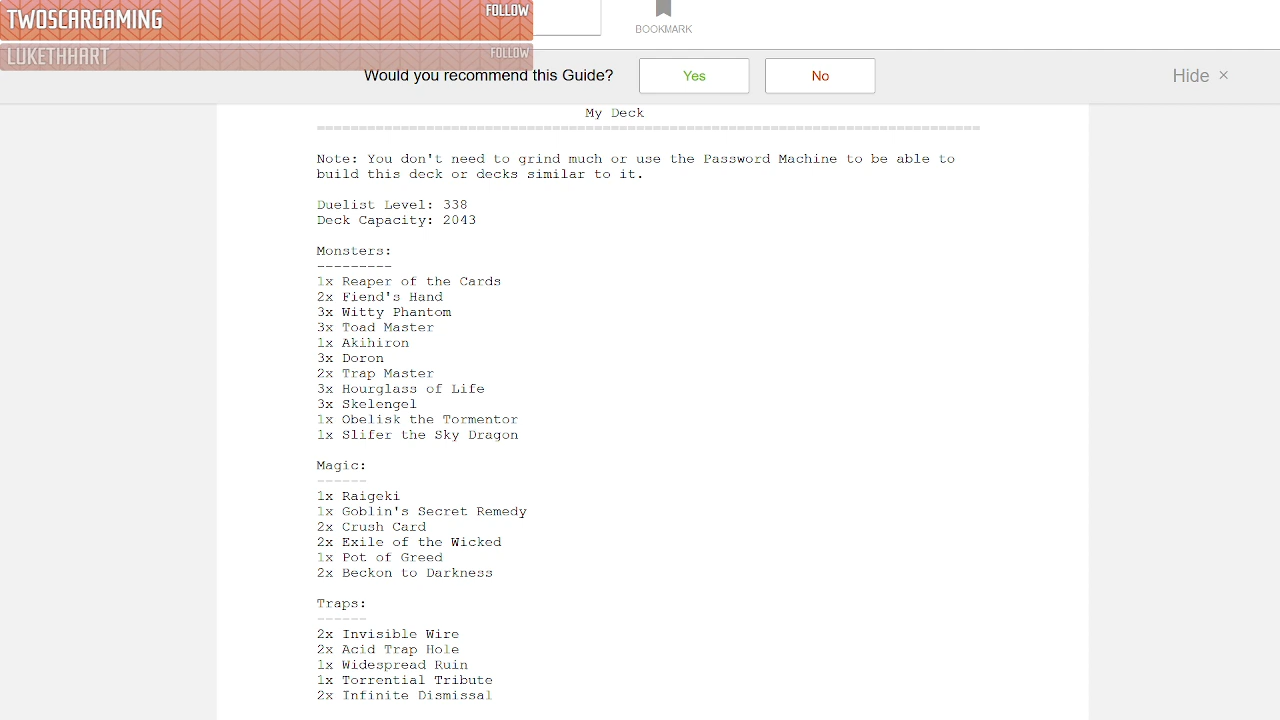 TWOSCARGAMING
FOLLOW
LUKETHHART
FOLLOW
BOOKMARK
Would you recommend this Guide?
Yes
No
Hide ×
My Deck
===============================================================================
Note: You don't need to grind much or use the Password Machine to be able to
build this deck or decks similar to it.
Duelist Level: 338
Deck Capacity: 2043
Monsters:
---------
1x Reaper of the Cards
2x Fiend's Hand
3x Witty Phantom
3x Toad Master
1x Akihiron
3x Doron
2x Trap Master
3x Hourglass of Life
3x Skelengel
1x Obelisk the Tormentor
1x Slifer the Sky Dragon
Magic:
------
1x Raigeki
1x Goblin's Secret Remedy
2x Crush Card
2x Exile of the Wicked
1x Pot of Greed
2x Beckon to Darkness
Traps:
------
2x Invisible Wire
2x Acid Trap Hole
1x Widespread Ruin
1x Torrential Tribute
2x Infinite Dismissal